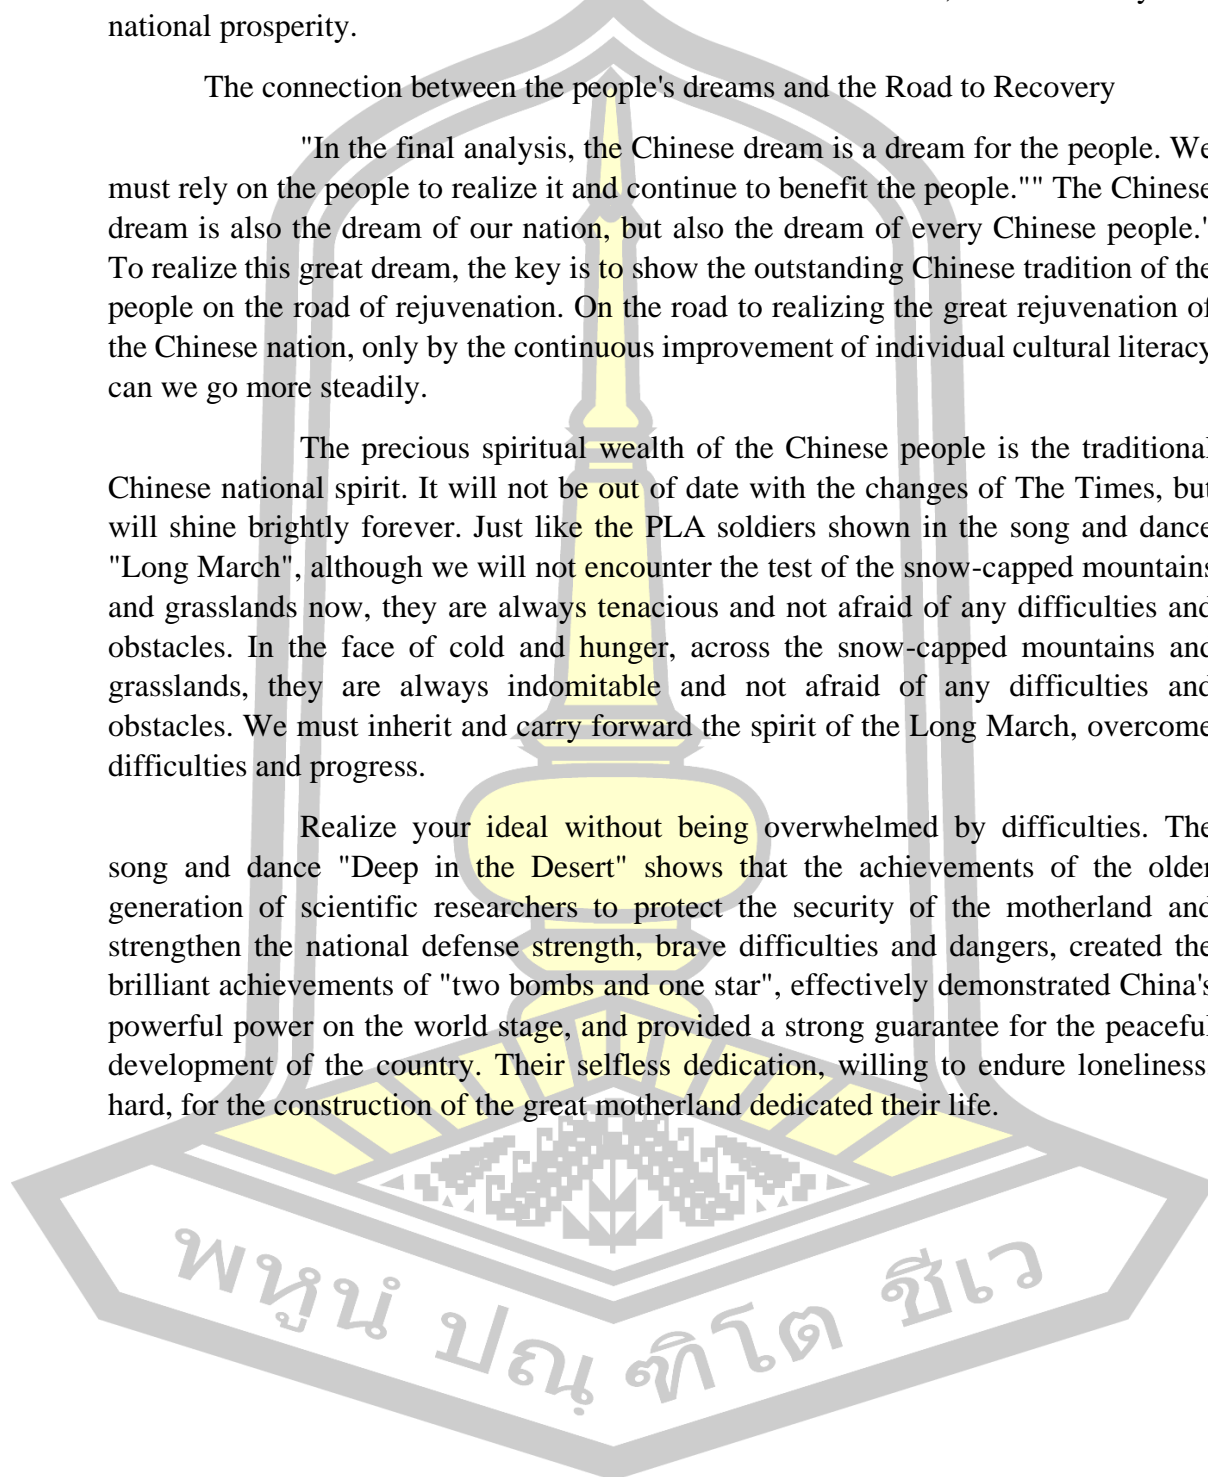 national prosperity.
The connection between the people's dreams and the Road to Recovery
"In the final analysis, the Chinese dream is a dream for the people. We
must rely on the people to realize it and continue to benefit the people."" The Chinese
dream is also the dream of our nation, but also the dream of every Chinese people."
To realize this great dream, the key is to show the outstanding Chinese tradition of the
people on the road of rejuvenation. On the road to realizing the great rejuvenation of
the Chinese nation, only by the continuous improvement of individual cultural literacy
can we go more steadily.
The precious spiritual wealth of the Chinese people is the traditional
Chinese national spirit. It will not be out of date with the changes of The Times, but
will shine brightly forever. Just like the PLA soldiers shown in the song and dance
"Long March", although we will not encounter the test of the snow-capped mountains
and grasslands now, they are always tenacious and not afraid of any difficulties and
obstacles. In the face of cold and hunger, across the snow-capped mountains and
grasslands, they are always indomitable and not afraid of any difficulties and
obstacles. We must inherit and carry forward the spirit of the Long March, overcome
difficulties and progress.
Realize your ideal without being overwhelmed by difficulties. The
song and dance "Deep in the Desert" shows that the achievements of the older
generation of scientific researchers to protect the security of the motherland and
strengthen the national defense strength, brave difficulties and dangers, created the
brilliant achievements of "two bombs and one star", effectively demonstrated China's
powerful power on the world stage, and provided a strong guarantee for the peaceful
development of the country. Their selfless dedication, willing to endure loneliness,
hard, for the construction of the great motherland dedicated their life.
พหูนํ ปณฺฑิโต ชีเว